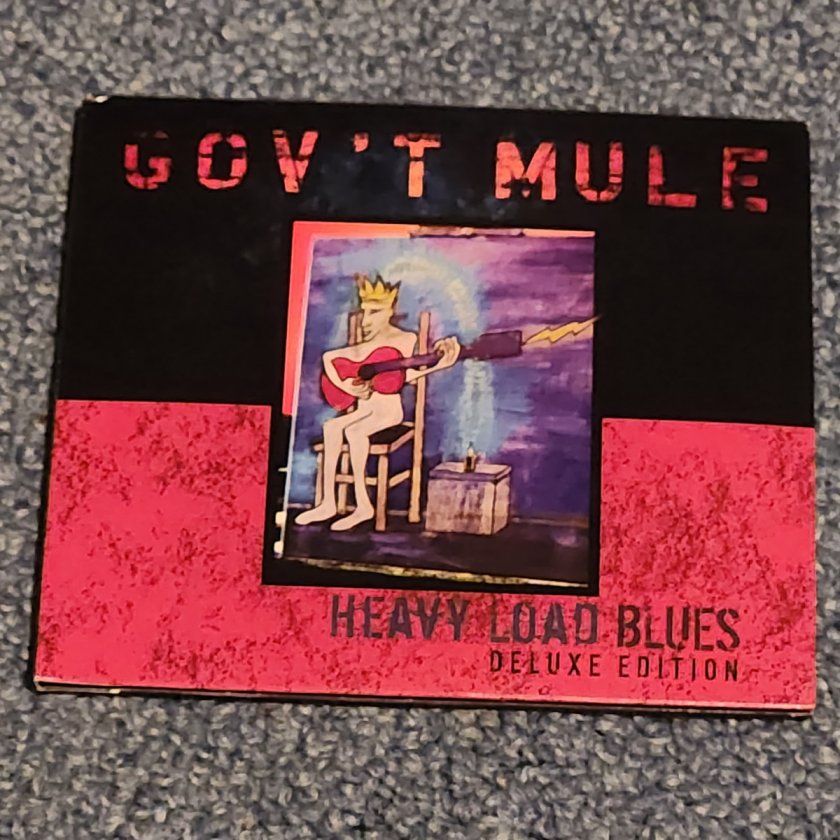 GOV'T MULE
HEAVY LOAD BLUES
DELUXE EDITION